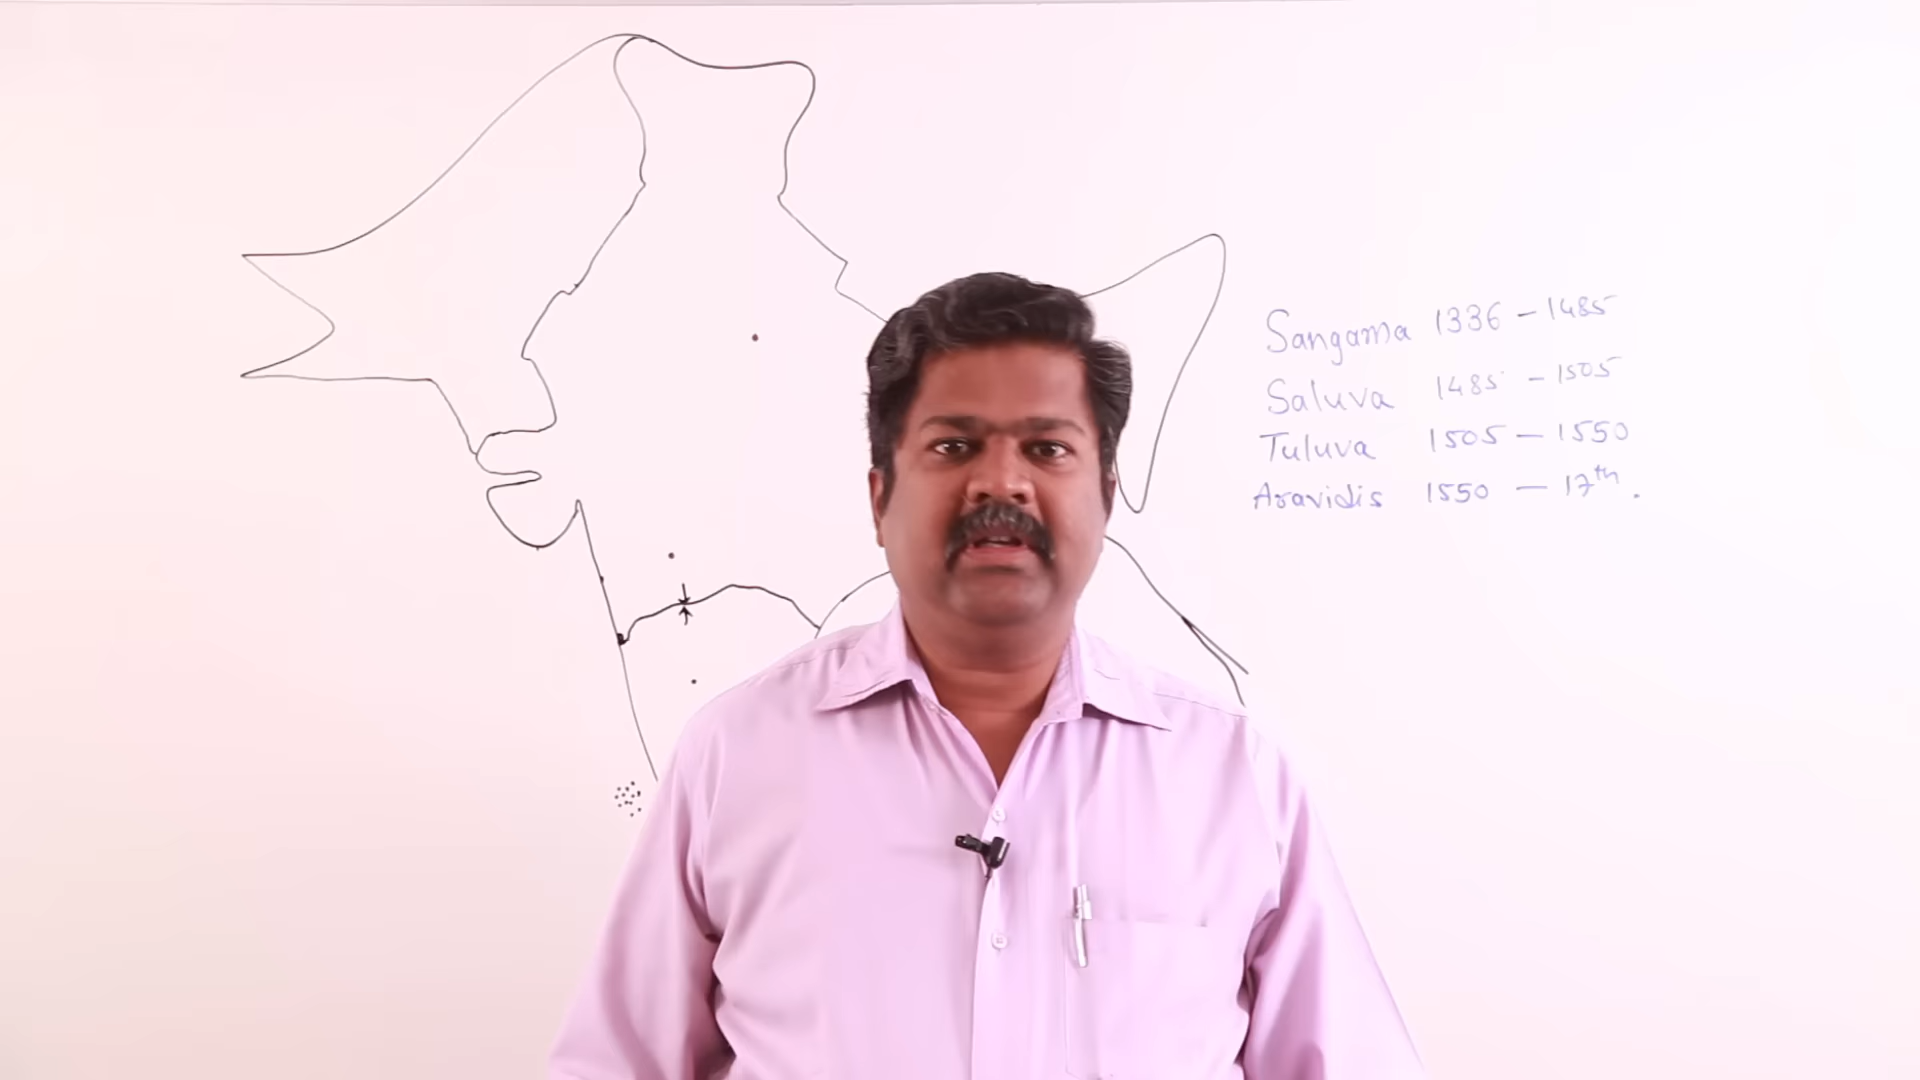 Sangama 1336 – 1485
Saluva 1485 – 1505
Tuluva 1505 – 1550
Aravidis 1550 – 17th.